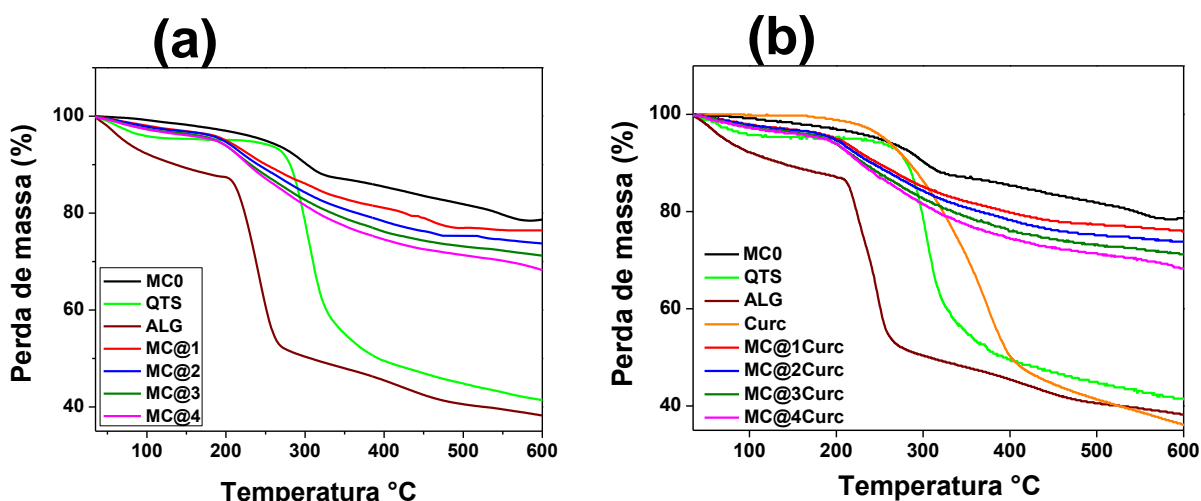 (a)
Perda de massa (%)
100
80
60
40
MC0
QTS
ALG
MC@1
MC@2
MC@3
MC@4
100 200 300 400 500 600
Temperatura °C
(b)
Perda de massa (%)
100
80
60
40
MC0
QTS
ALG
Curc
MC@1Curc
MC@2Curc
MC@3Curc
MC@4Curc
100 200 300 400 500 600
Temperatura °C